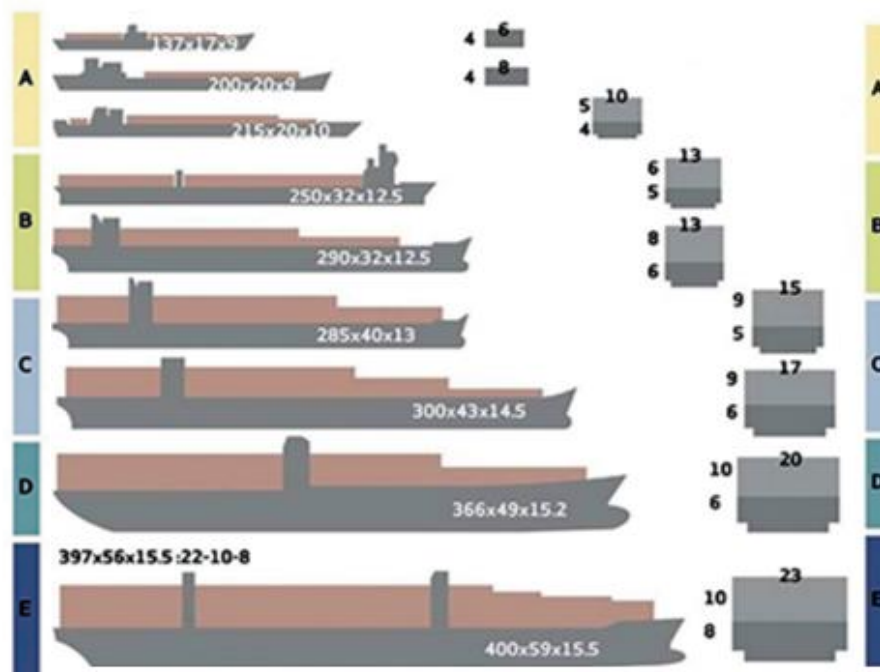 A
137x17x9
4 6
200x20x9
4 8
215x20x10
5 10
4
A
B
250x32x12.5
6 13
5
290x32x12.5
8 13
6
B
C
285x40x13
9 15
5
300x43x14.5
9 17
6
C
D
366x49x15.2
10 20
6
D
E
397x56x15.5 :22-10-8
400x59x15.5
10 23
8
E